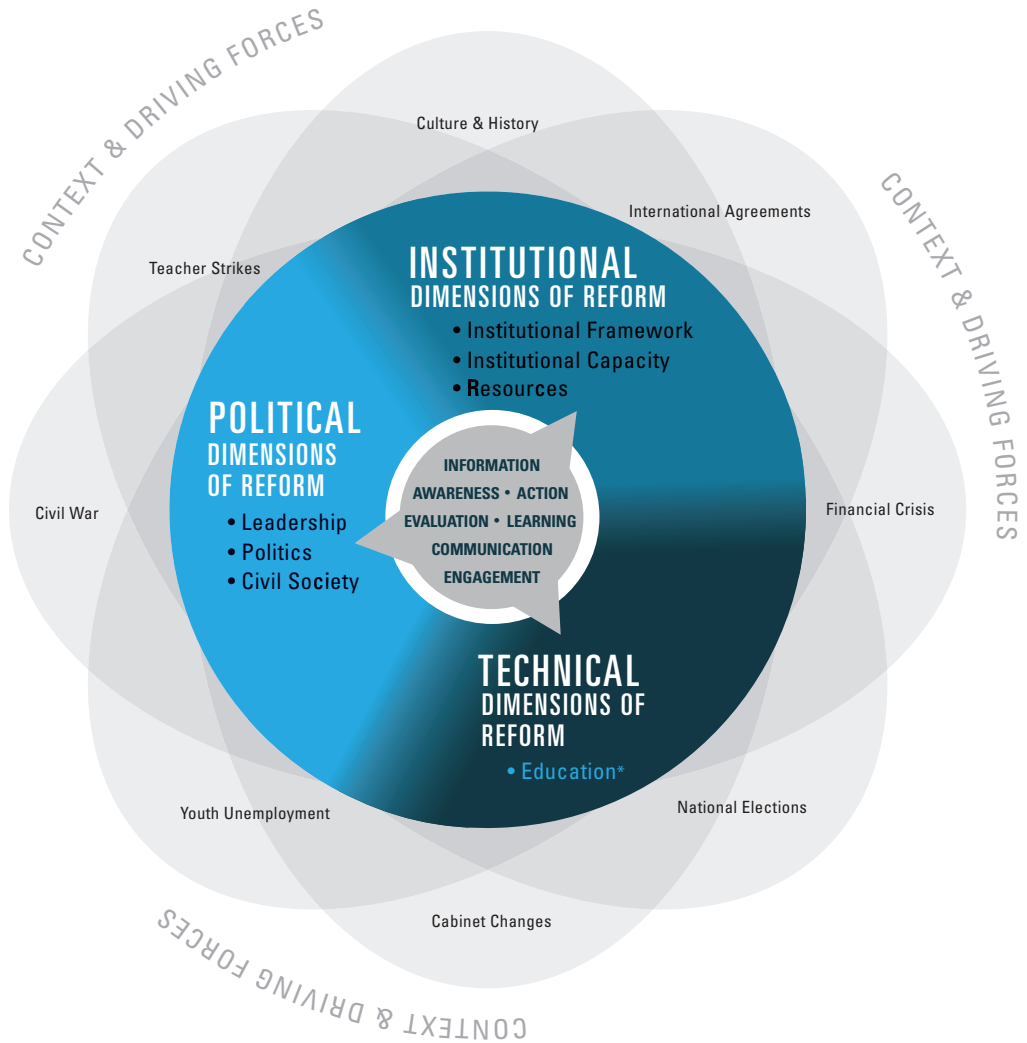 CONTEXT & DRIVING FORCES
CONTEXT & DRIVING FORCES
CONTEXT & DRIVING FORCES
Culture & History
International Agreements
Teacher Strikes
Civil War
Financial Crisis
Youth Unemployment
National Elections
Cabinet Changes
INSTITUTIONAL
DIMENSIONS OF REFORM
• Institutional Framework
• Institutional Capacity
• Resources
POLITICAL
DIMENSIONS
OF REFORM
• Leadership
• Politics
• Civil Society
INFORMATION
AWARENESS • ACTION
EVALUATION • LEARNING
COMMUNICATION
ENGAGEMENT
TECHNICAL
DIMENSIONS OF
REFORM
• Education*